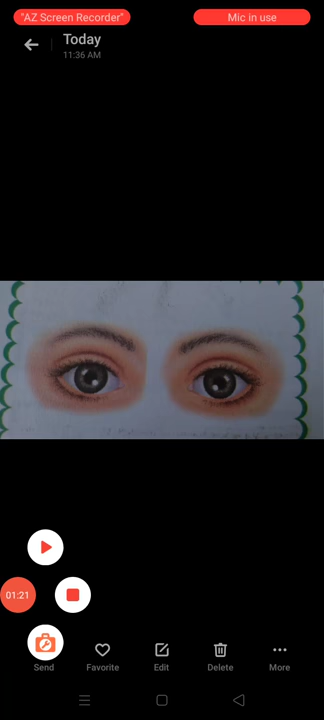 "AZ Screen Recorder"
Mic in use
Today
11:36 AM
01:21
Send
Favorite
Edit
Delete
More